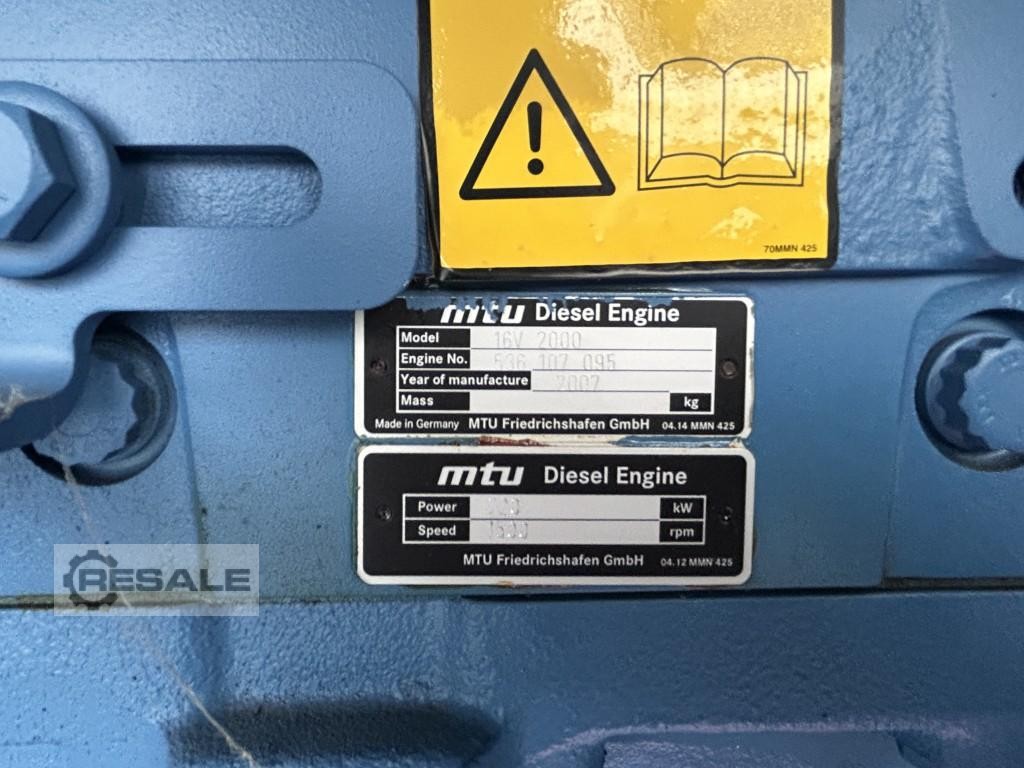 70MMN 425
mtu Diesel Engine
Model 16V 2000
Engine No. 536 107 095
Year of manufacture 2007
Mass kg
Made in Germany MTU Friedrichshafen GmbH 04.14 MMN 425
mtu Diesel Engine
Power kW
Speed 1500 rpm
MTU Friedrichshafen GmbH 04.12 MMN 425
RESALE